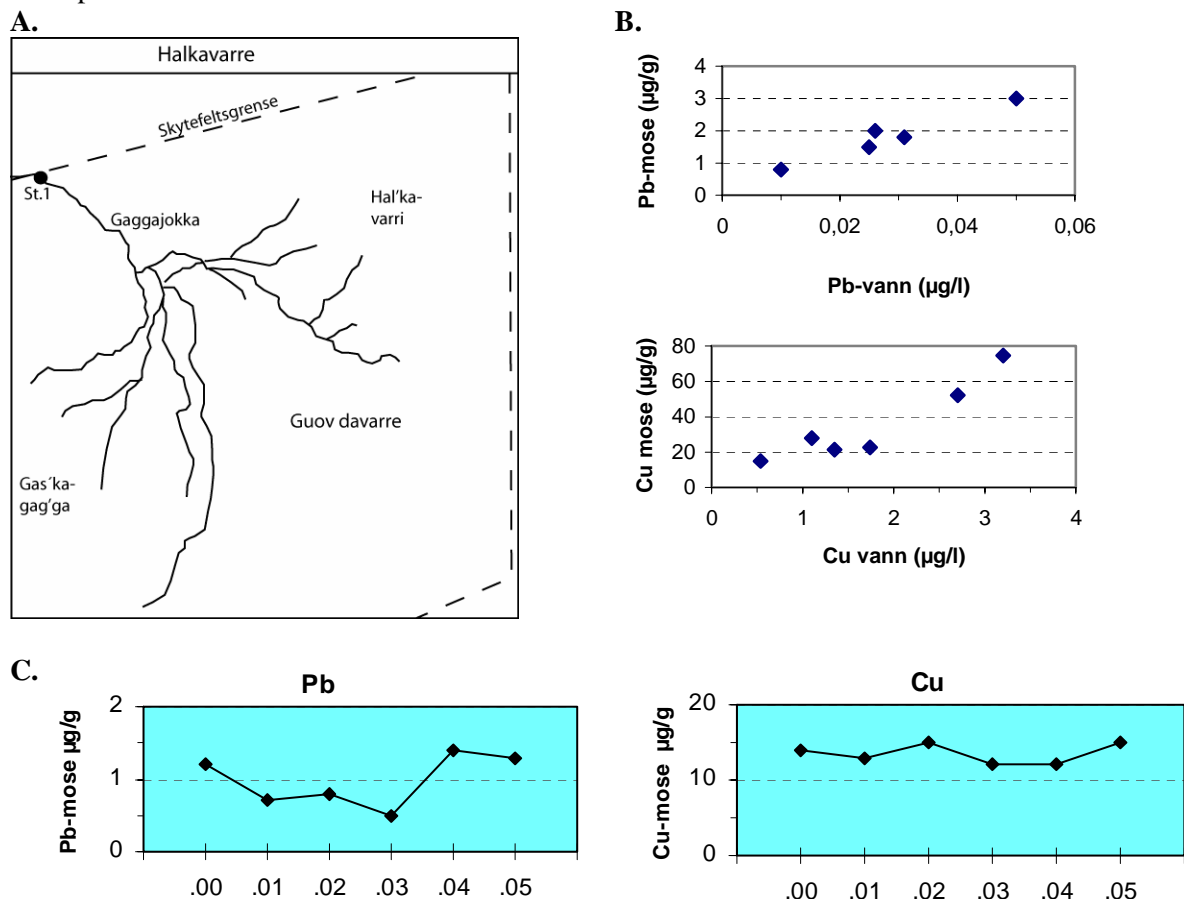 A.
Halkavarre
Skytefeltsgrense
St.1
Gaggajokka
Hal'ka-
varri
Guov davarre
Gas´ka-
gag'ga
B.
Pb-mose (µg/g)
4
3
2
1
0
0 0,02 0,04 0,06
Pb-vann (µg/l)
Cu mose (µg/g)
80
60
40
20
0
0 1 2 3 4
Cu vann (µg/l)
C.
Pb
Pb-mose µg/g
2
1
0
.00 .01 .02 .03 .04 .05
Cu
Cu-mose µg/g
20
10
0
.00 .01 .02 .03 .04 .05